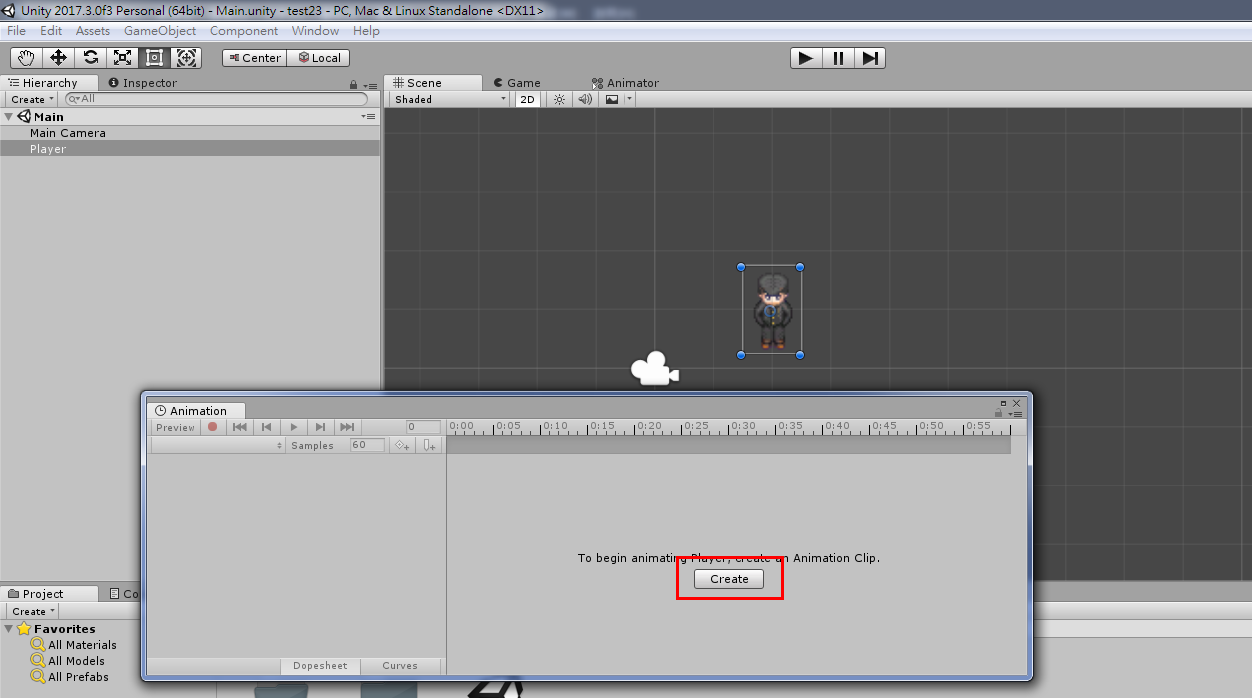 Unity 2017.3.0f3 Personal (64bit) - Main.unity - test23 - PC, Mac & Linux Standalone <DX11>
File Edit Assets GameObject Component Window Help
Center Local
Hierarchy Inspector
Create All
Main
Main Camera
Player
Scene Game Animator
Shaded 2D
Animation
Preview 0 0:00 0:05 0:10 0:15 0:20 0:25 0:30 0:35 0:40 0:45 0:50 0:55
Samples 60
To begin animating Player, create an Animation Clip.
Create
Dopesheet Curves
Project Co
Create
Favorites
All Materials
All Models
All Prefabs